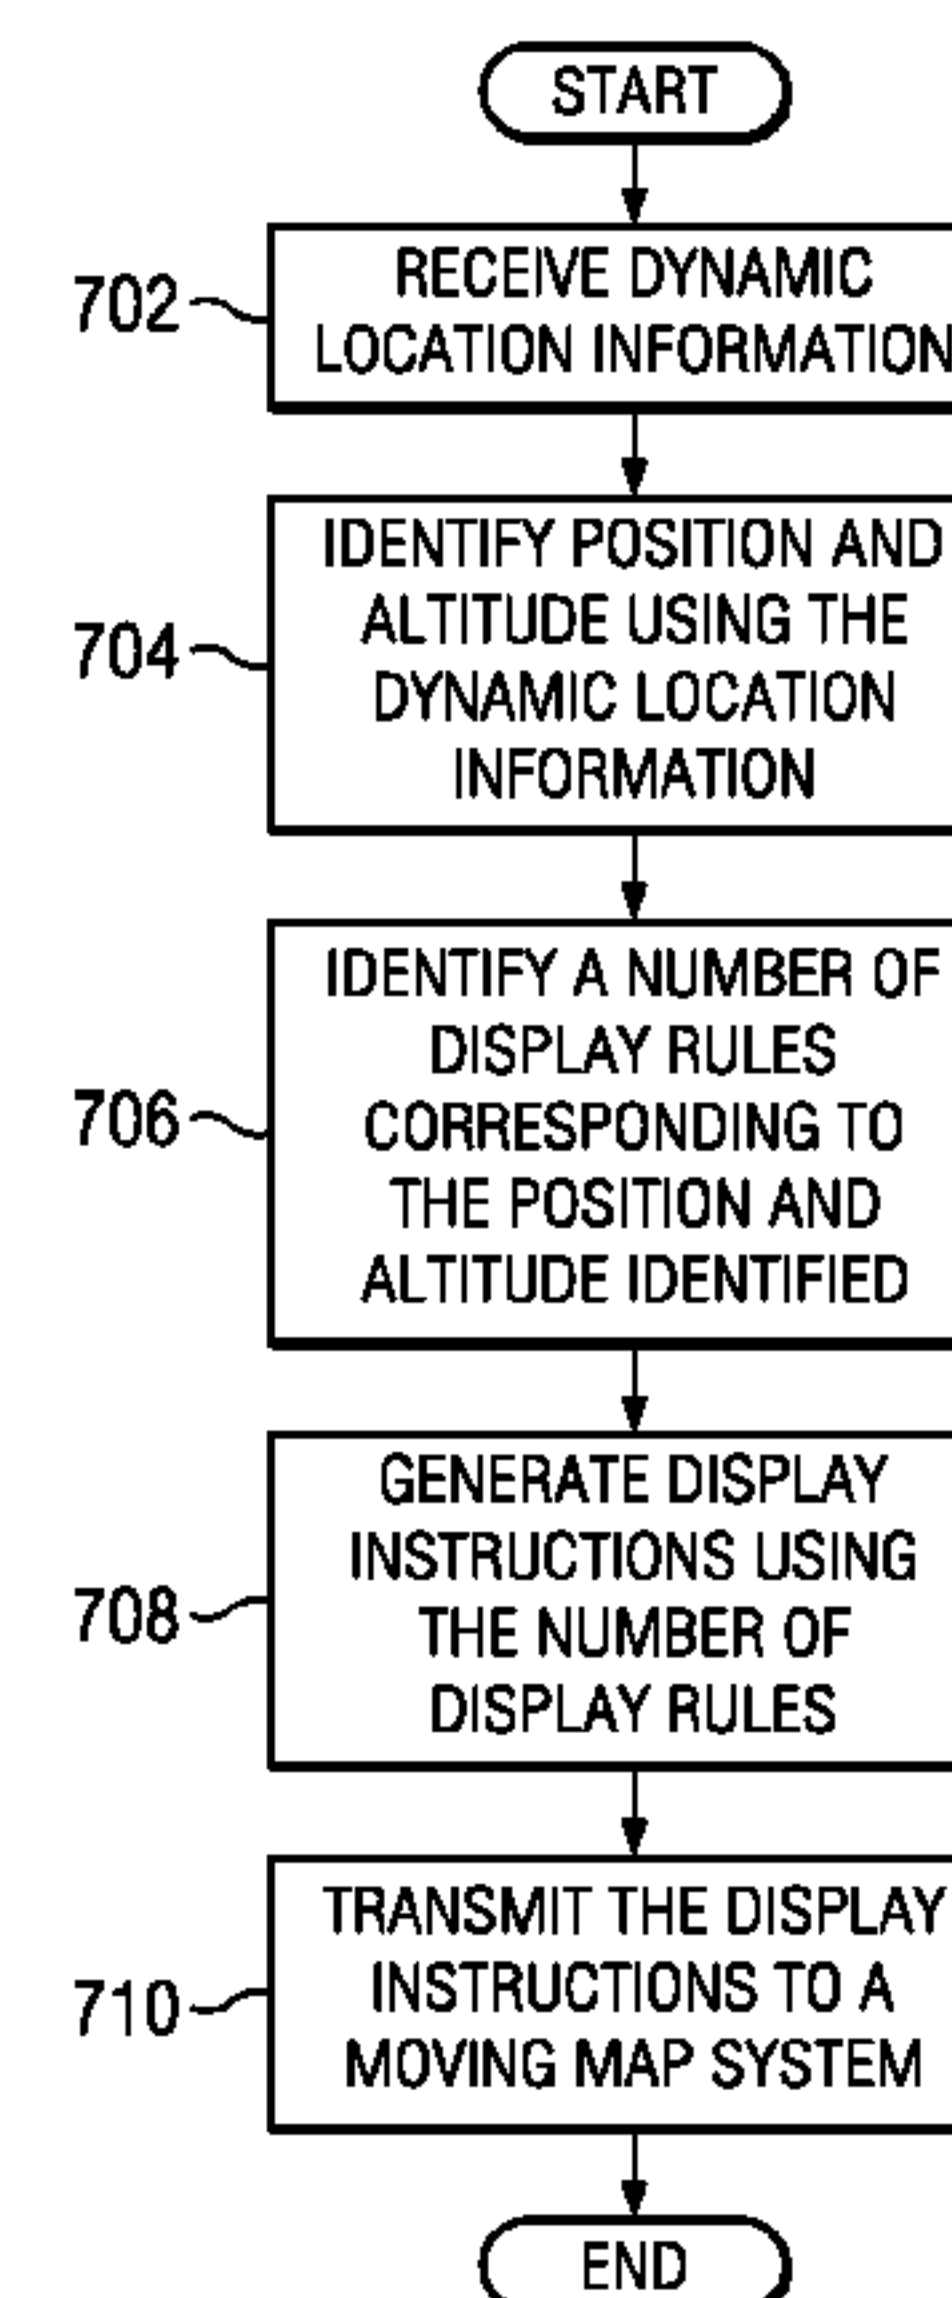 START
702
RECEIVE DYNAMIC
LOCATION INFORMATION
704
IDENTIFY POSITION AND
ALTITUDE USING THE
DYNAMIC LOCATION
INFORMATION
706
IDENTIFY A NUMBER OF
DISPLAY RULES
CORRESPONDING TO
THE POSITION AND
ALTITUDE IDENTIFIED
708
GENERATE DISPLAY
INSTRUCTIONS USING
THE NUMBER OF
DISPLAY RULES
710
TRANSMIT THE DISPLAY
INSTRUCTIONS TO A
MOVING MAP SYSTEM
END